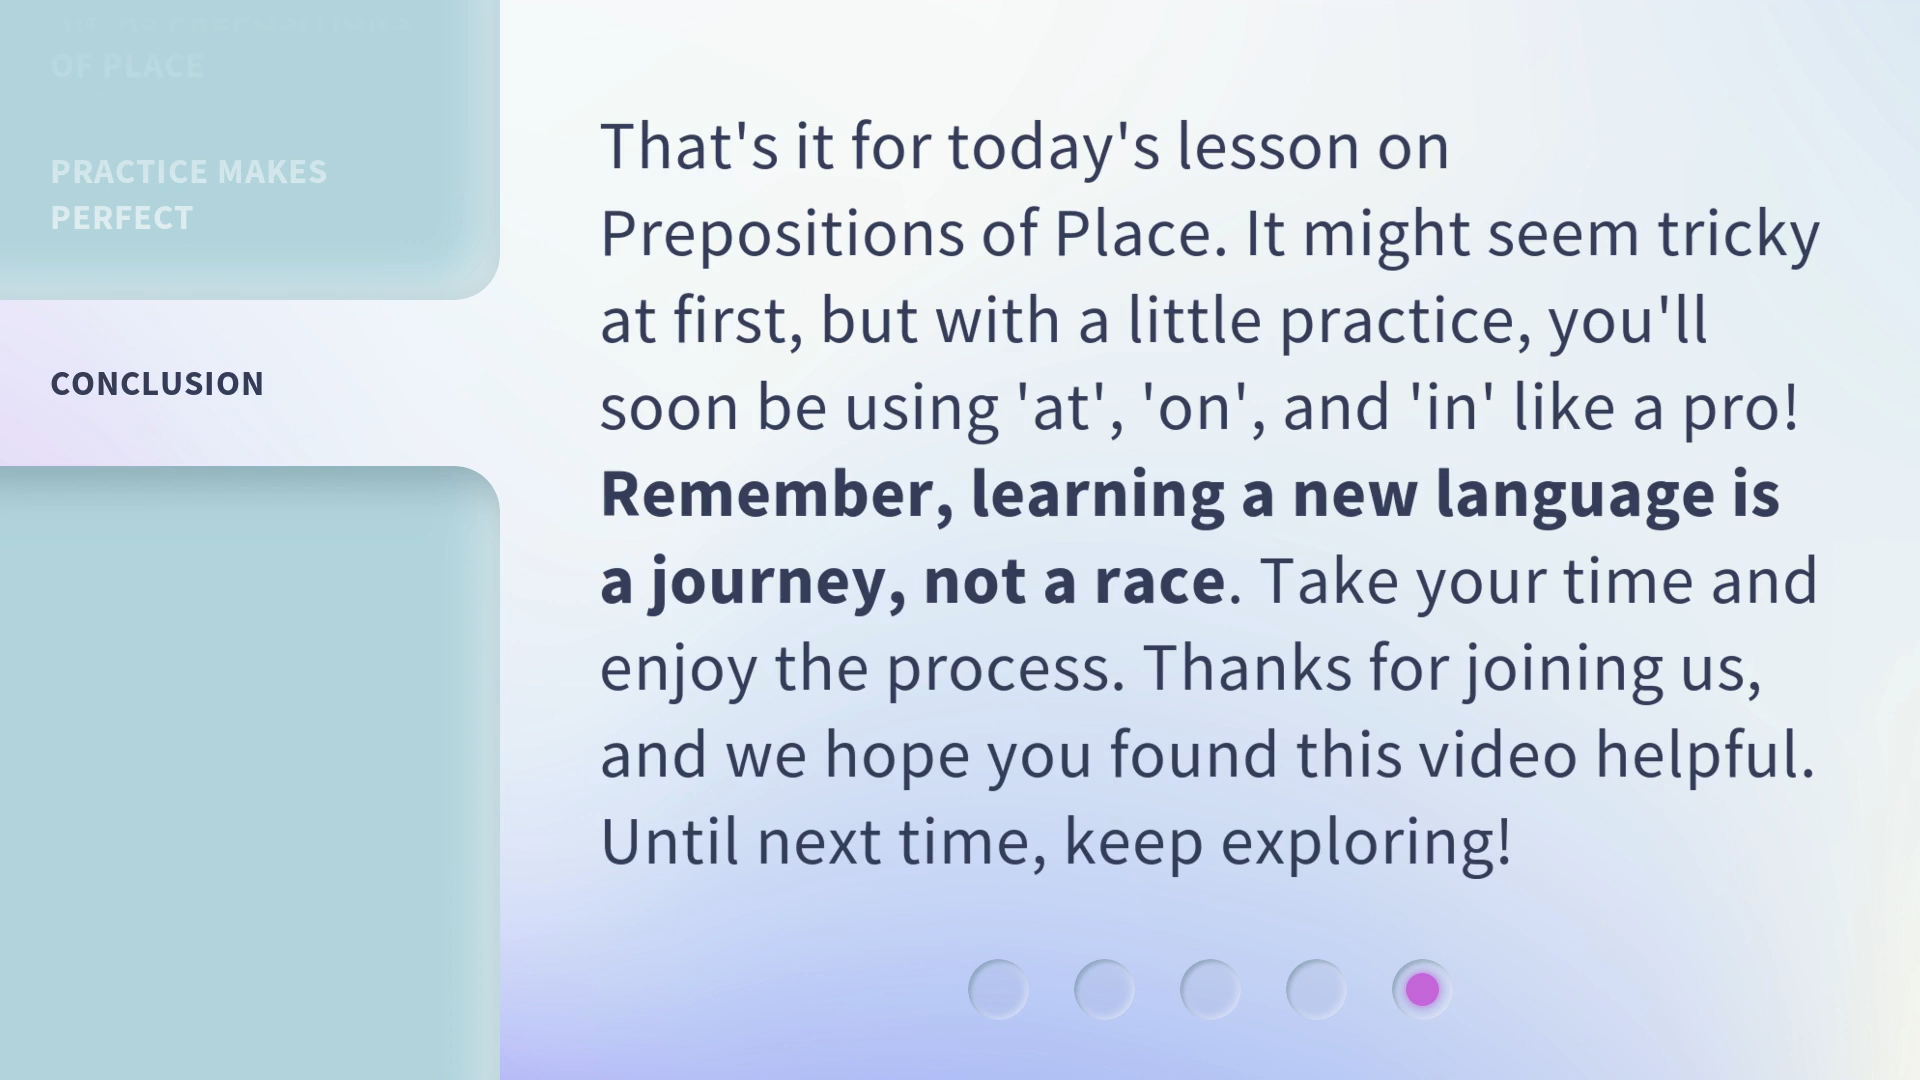 OF PLACE
PRACTICE MAKES
PERFECT
CONCLUSION
That's it for today's lesson on
Prepositions of Place. It might seem tricky
at first, but with a little practice, you'll
soon be using 'at', 'on', and 'in' like a pro!
Remember, learning a new language is
a journey, not a race. Take your time and
enjoy the process. Thanks for joining us,
and we hope you found this video helpful.
Until next time, keep exploring!